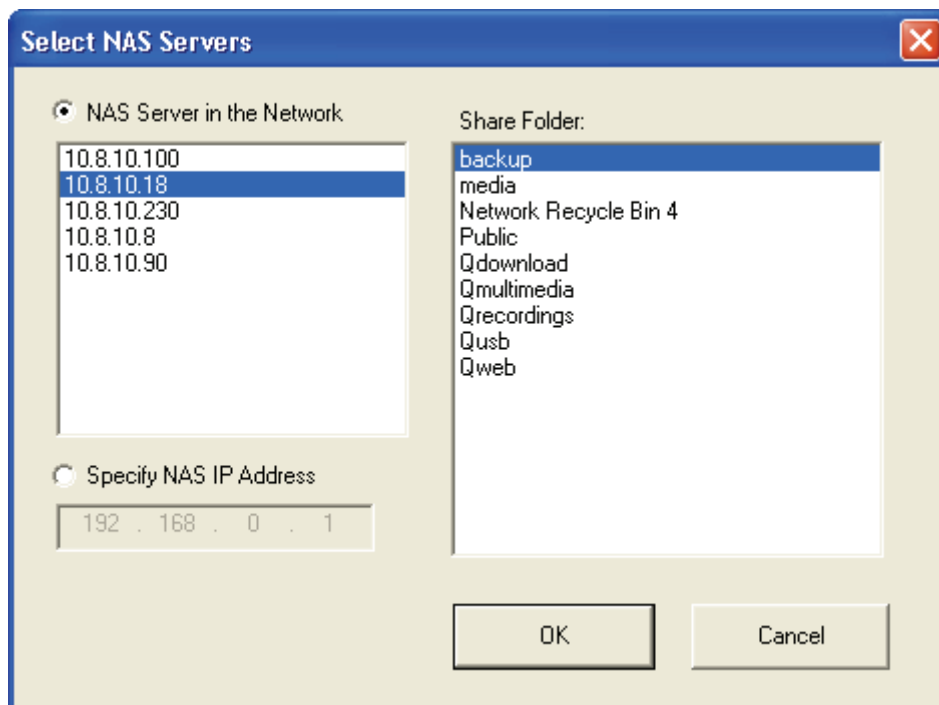 Select NAS Servers
NAS Server in the Network
10.8.10.100
10.8.10.18
10.8.10.230
10.8.10.8
10.8.10.90
Specify NAS IP Address
192 . 168 . 0 . 1
Share Folder:
backup
media
Network Recycle Bin 4
Public
Qdownload
Qmultimedia
Qrecordings
Qusb
Qweb
OK
Cancel